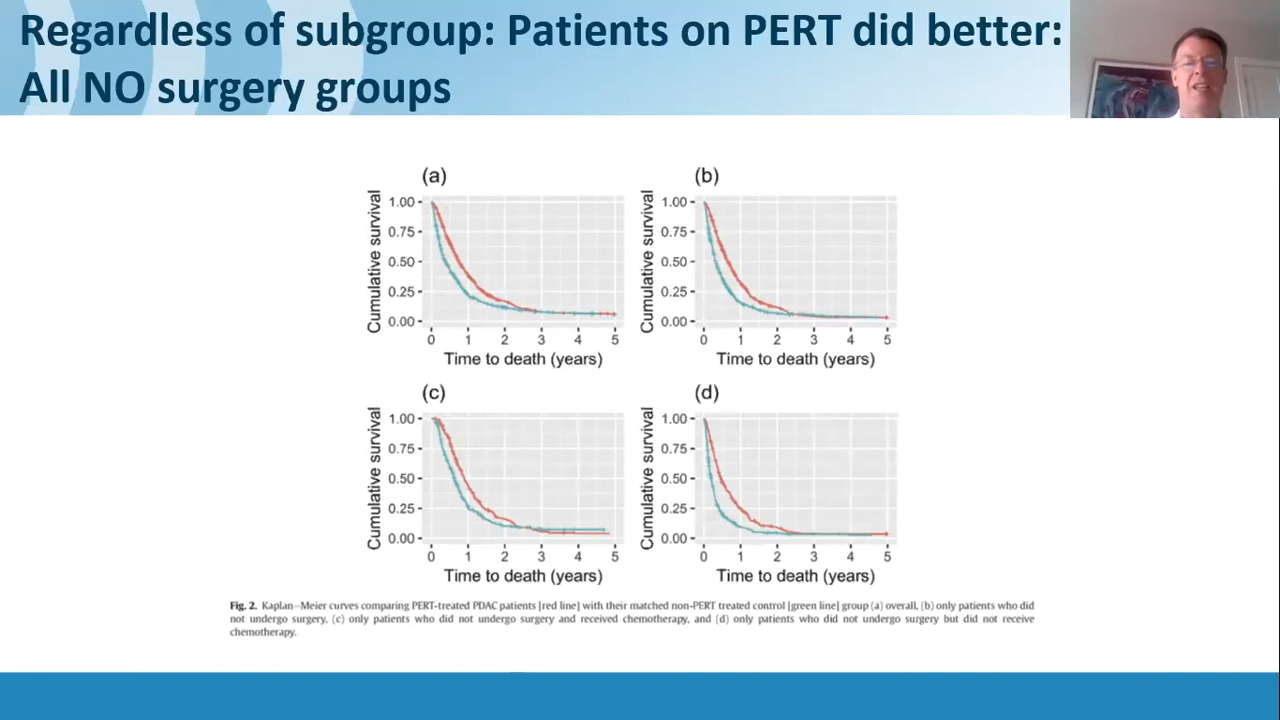 Regardless of subgroup: Patients on PERT did better:
All NO surgery groups
(a)
Cumulative survival
1.00
0.75
0.50
0.25
0.00
0 1 2 3 4 5
Time to death (years)
(b)
Cumulative survival
1.00
0.75
0.50
0.25
0.00
0 1 2 3 4 5
Time to death (years)
(c)
Cumulative survival
1.00
0.75
0.50
0.25
0.00
0 1 2 3 4 5
Time to death (years)
(d)
Cumulative survival
1.00
0.75
0.50
0.25
0.00
0 1 2 3 4 5
Time to death (years)
Fig. 2. Kaplan–Meier curves comparing PERT-treated PDAC patients [red line] with their matched non-PERT treated control [green line] group (a) overall, (b) only patients who did
not undergo surgery, (c) only patients who did not undergo surgery and received chemotherapy, and (d) only patients who did not undergo surgery but did not receive
chemotherapy.